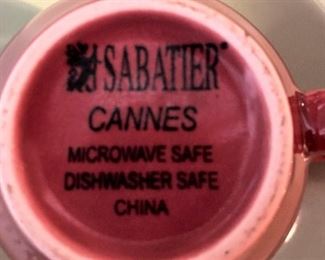 SABATIER®
CANNES
MICROWAVE SAFE
DISHWASHER SAFE
CHINA